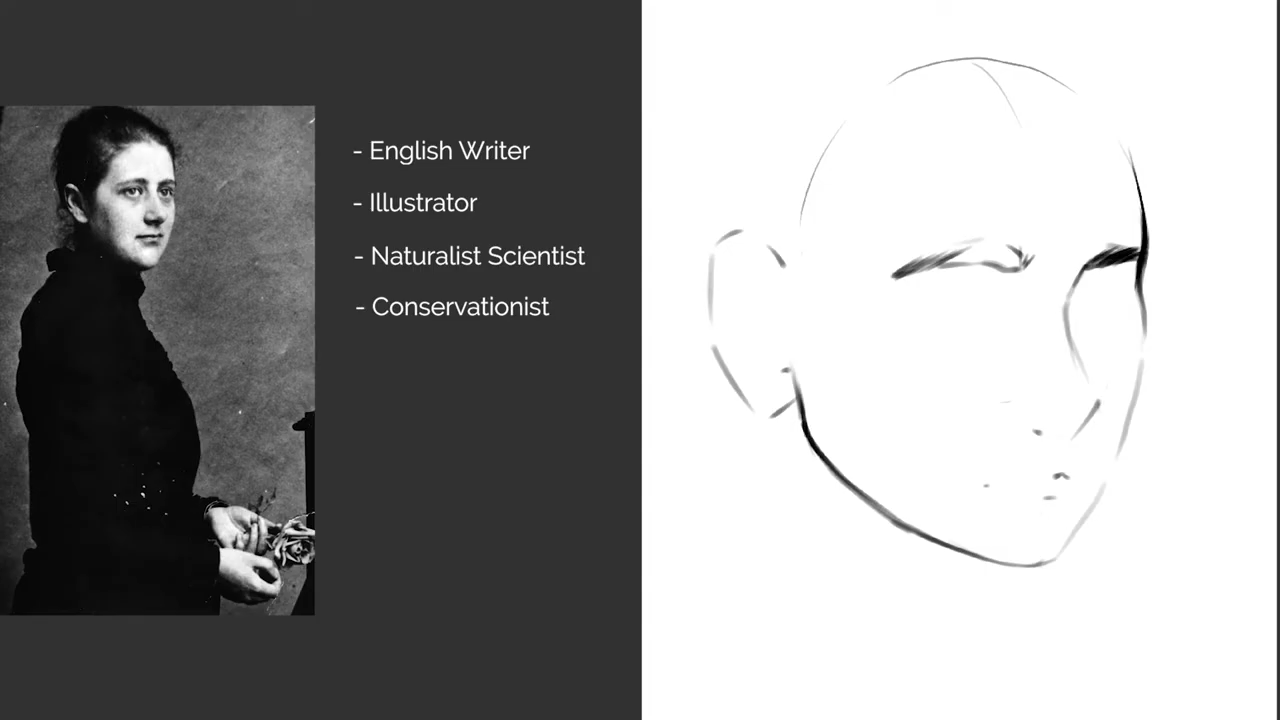 - English Writer
- Illustrator
- Naturalist Scientist
- Conservationist